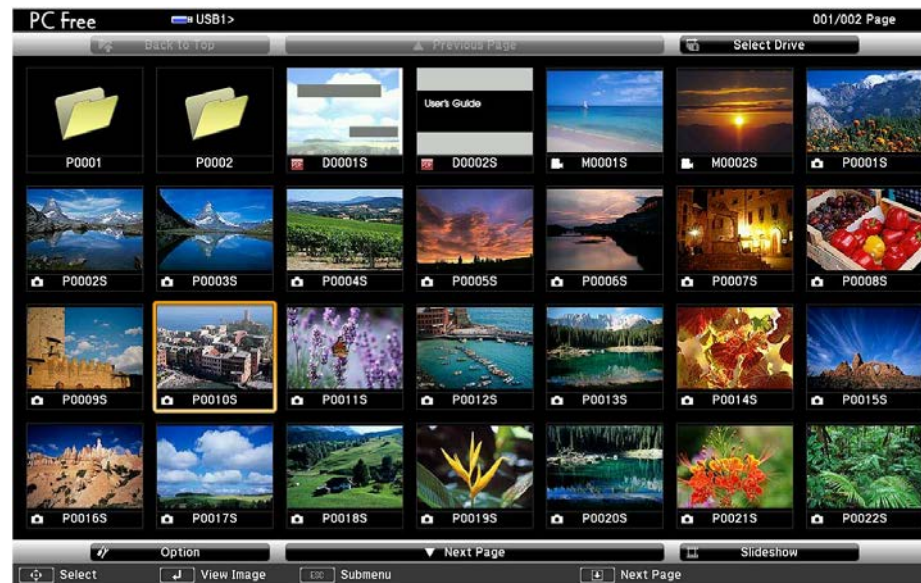 PC Free USB1> 001/002 Page
Back to Top Previous Page Select Drive
User's Guide
P0001 P0002 D0001S D0002S M0001S M0002S P0001S
P0002S P0003S P0004S P0005S P0006S P0007S P0008S
P0009S P0010S P0011S P0012S P0013S P0014S P0015S
P0016S P0017S P0018S P0019S P0020S P0021S P0022S
Option Next Page Slideshow
Select View Image Esc Submenu Next Page